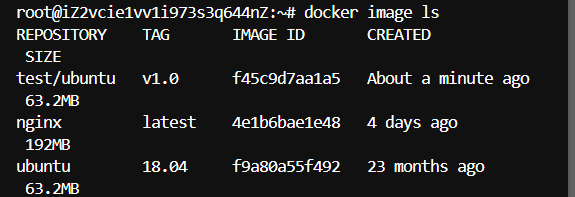 root@iZ2vcie1vv1i973s3q644nZ:~# docker image ls
REPOSITORY    TAG       IMAGE ID       CREATED
 SIZE
test/ubuntu   v1.0      f45c9d7aa1a5   About a minute ago
 63.2MB
nginx         latest    4e1b6bae1e48   4 days ago
 192MB
ubuntu        18.04     f9a80a55f492   23 months ago
 63.2MB